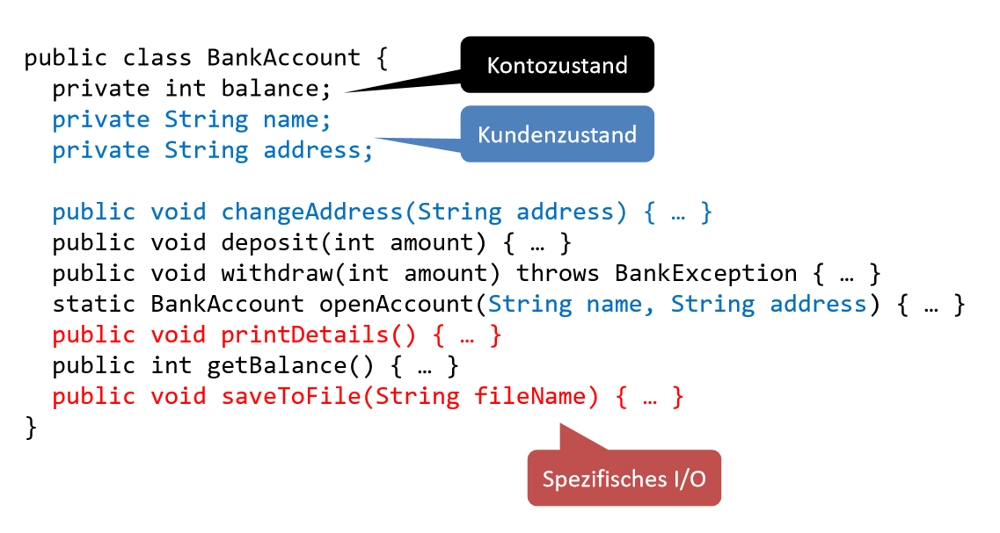 public class BankAccount {
Kontozustand
private int balance;
private String name;
Kundenzustand
private String address;
public void changeAddress(String address) { … }
public void deposit(int amount) { … }
public void withdraw(int amount) throws BankException { … }
static BankAccount openAccount(String name, String address) { … }
public void printDetails() { … }
public int getBalance() { … }
public void saveToFile(String fileName) { … }
}
Spezifisches I/O